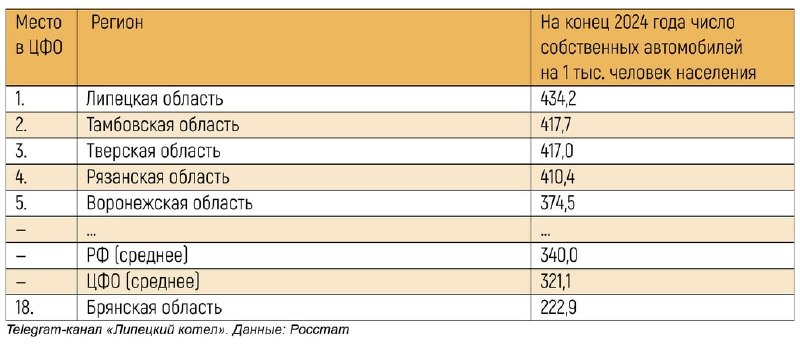 Место в ЦФО | Регион | На конец 2024 года число собственных автомобилей на 1 тыс. человек населения
1. | Липецкая область | 434,2
2. | Тамбовская область | 417,7
3. | Тверская область | 417,0
4. | Рязанская область | 410,4
5. | Воронежская область | 374,5
– | ... | ...
– | РФ (среднее) | 340,0
– | ЦФО (среднее) | 321,1
18. | Брянская область | 222,9
Telegram-канал «Липецкий котел». Данные: Росстат